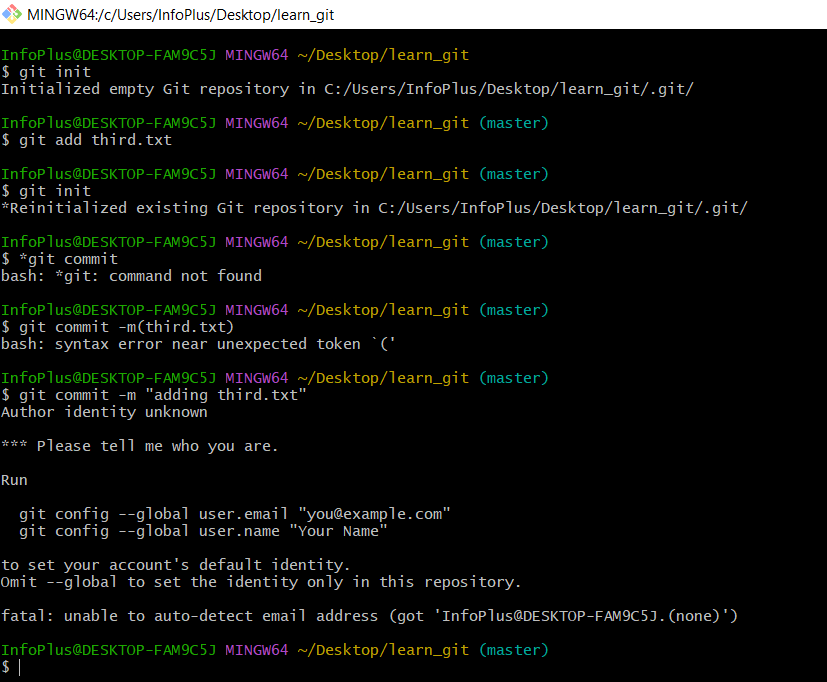 MINGW64:/c/Users/InfoPlus/Desktop/learn_git
InfoPlus@DESKTOP-FAM9C5J MINGW64 ~/Desktop/learn_git
$ git init
Initialized empty Git repository in C:/Users/InfoPlus/Desktop/learn_git/.git/
InfoPlus@DESKTOP-FAM9C5J MINGW64 ~/Desktop/learn_git (master)
$ git add third.txt
InfoPlus@DESKTOP-FAM9C5J MINGW64 ~/Desktop/learn_git (master)
$ git init
*Reinitialized existing Git repository in C:/Users/InfoPlus/Desktop/learn_git/.git/
InfoPlus@DESKTOP-FAM9C5J MINGW64 ~/Desktop/learn_git (master)
$ *git commit
bash: *git: command not found
InfoPlus@DESKTOP-FAM9C5J MINGW64 ~/Desktop/learn_git (master)
$ git commit -m(third.txt)
bash: syntax error near unexpected token `('
InfoPlus@DESKTOP-FAM9C5J MINGW64 ~/Desktop/learn_git (master)
$ git commit -m "adding third.txt"
Author identity unknown
*** Please tell me who you are.
Run
git config --global user.email "you@example.com"
git config --global user.name "Your Name"
to set your account's default identity.
Omit --global to set the identity only in this repository.
fatal: unable to auto-detect email address (got 'InfoPlus@DESKTOP-FAM9C5J.(none)')
InfoPlus@DESKTOP-FAM9C5J MINGW64 ~/Desktop/learn_git (master)
$